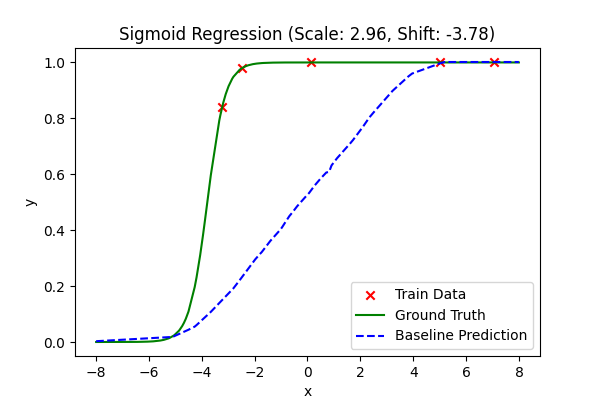 Sigmoid Regression (Scale: 2.96, Shift: -3.78)
1.0
0.8
0.6
0.4
0.2
0.0
y
Train Data
Ground Truth
Baseline Prediction
−8 −6 −4 −2 0 2 4 6 8
x